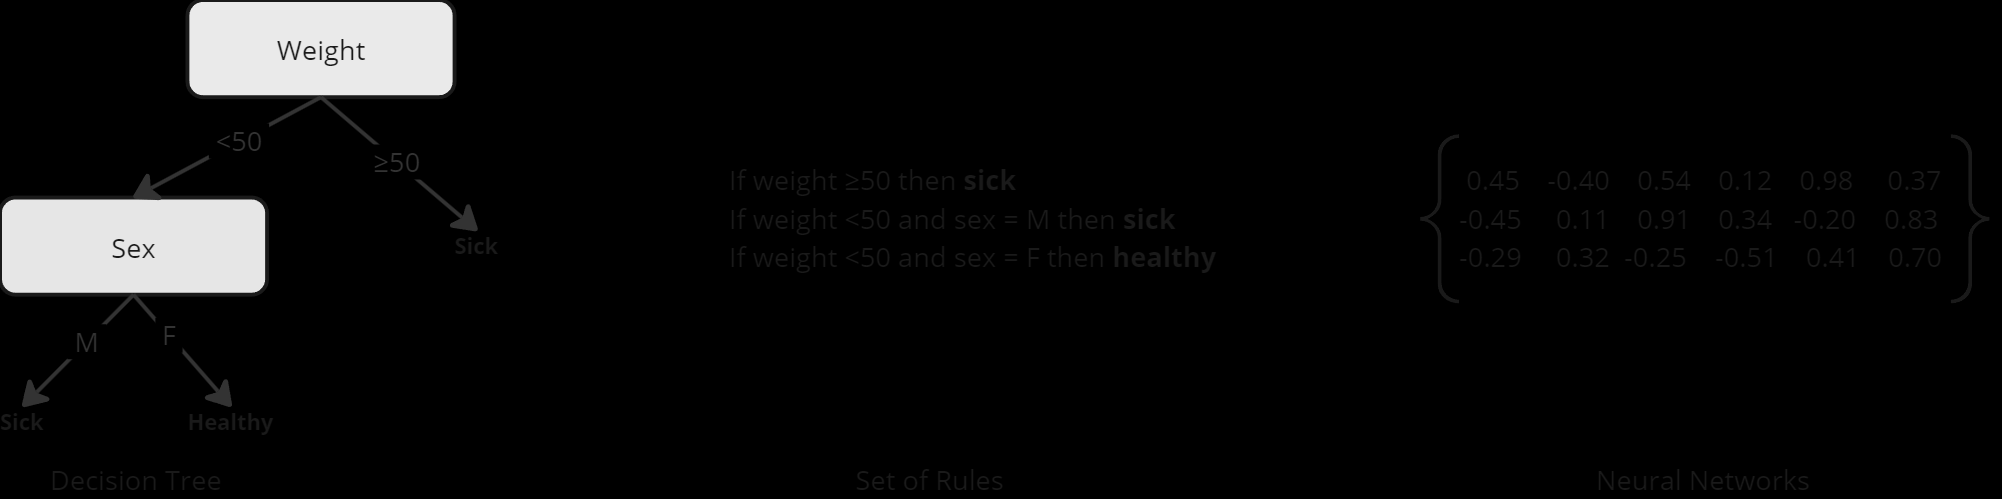 Weight
<50
≥50
Sex
Sick
M
F
Sick
Healthy
Decision Tree
If weight ≥50 then sick
If weight <50 and sex = M then sick
If weight <50 and sex = F then healthy
Set of Rules
0.45 -0.40 0.54 0.12 0.98 0.37
-0.45 0.11 0.91 0.34 -0.20 0.83
-0.29 0.32 -0.25 -0.51 0.41 0.70
Neural Networks